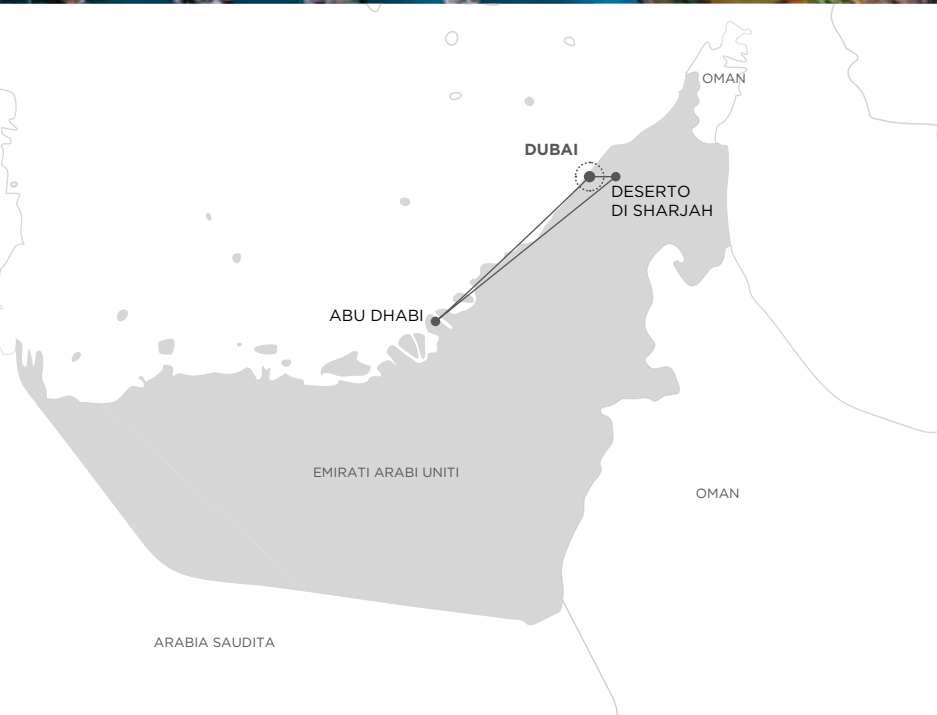 OMAN
DUBAI
DESERTO
DI SHARJAH
ABU DHABI
EMIRATI ARABI UNITI
OMAN
ARABIA SAUDITA